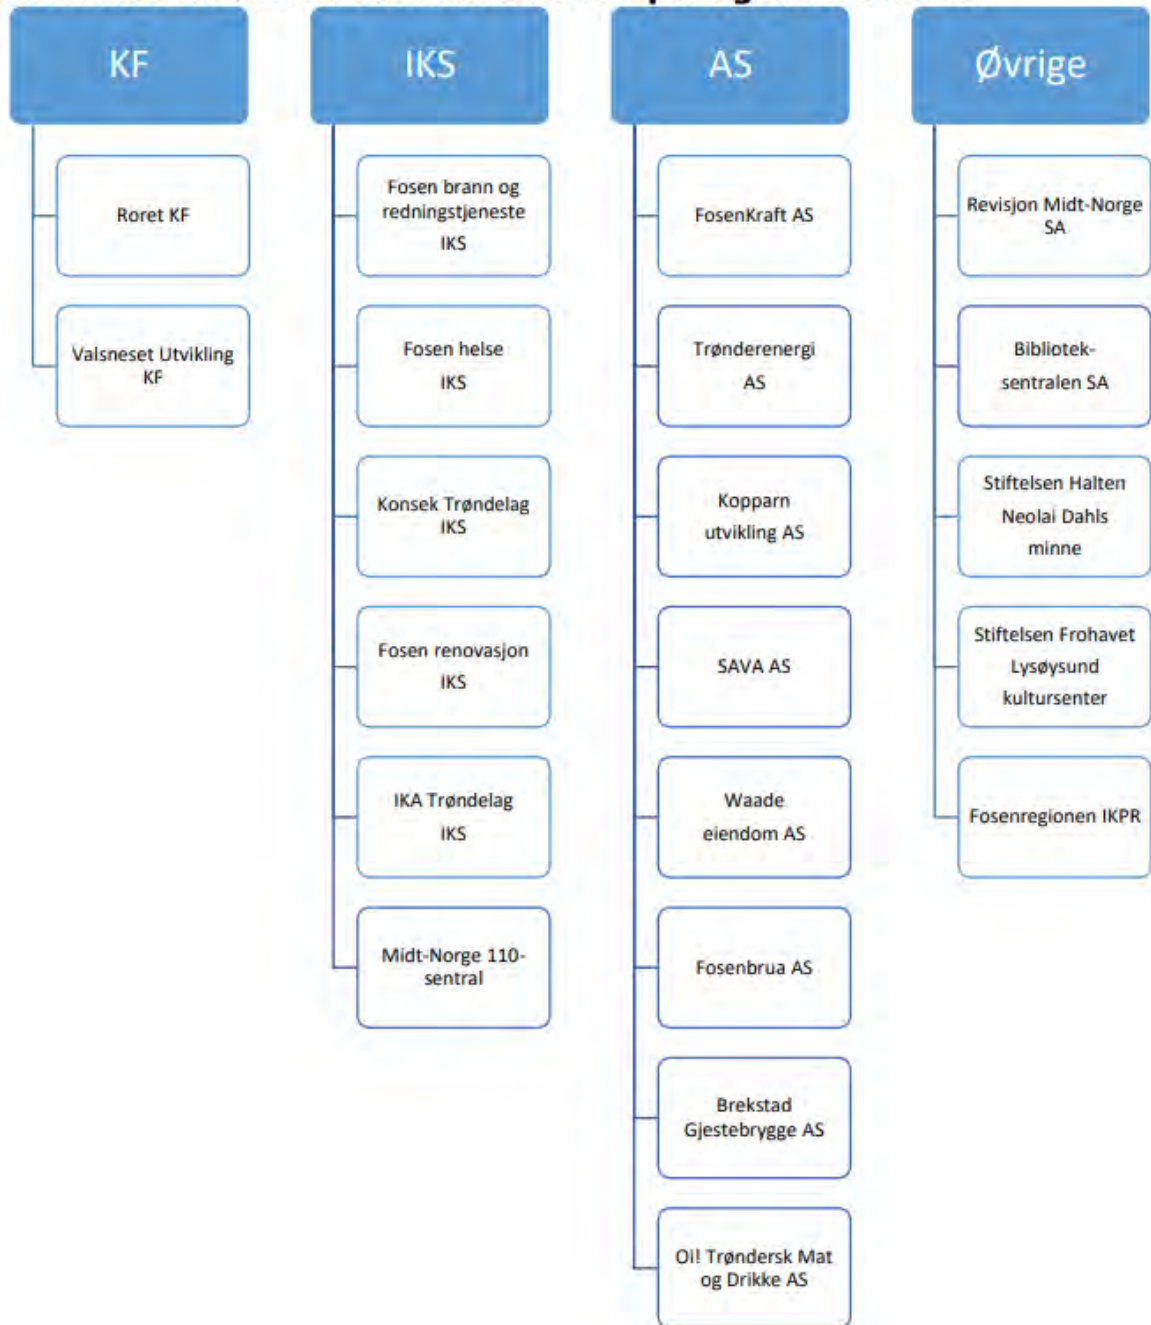 KF
Roret KF
Valsneset Utvikling
KF
IKS
Fosen brann og
redningstjeneste
IKS
Fosen helse
IKS
Konsek Trøndelag
IKS
Fosen renovasjon
IKS
IKA Trøndelag
IKS
Midt-Norge 110-
sentral
AS
FosenKraft AS
Trønderenergi
AS
Kopparn
utvikling AS
SAVA AS
Waade
eiendom AS
Fosenbrua AS
Brekstad
Gjestebrygge AS
Oi! Trøndersk Mat
og Drikke AS
Øvrige
Revisjon Midt-Norge
SA
Bibliotek-
sentralen SA
Stiftelsen Halten
Neolai Dahls
minne
Stiftelsen Frohavet
Lysøysund
kultursenter
Fosenregionen IKPR